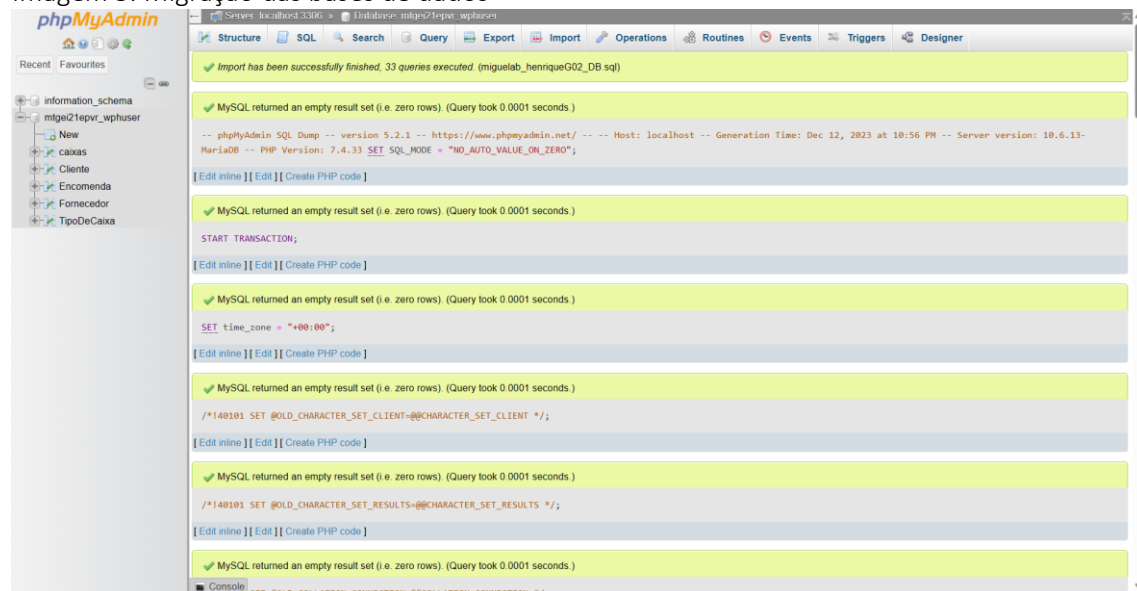 Imagem 3. Migração das bases de dados
phpMyAdmin
Recent Favourites
information_schema
mtgei21epvr_wphuser
New
caixas
Cliente
Encomenda
Fornecedor
TipoDeCaixa
Server: localhost:3306 » Database: mtgei21epvr_wphuser
Structure SQL Search Query Export Import Operations Routines Events Triggers Designer
Import has been successfully finished, 33 queries executed. (miguelab_henriqueG02_DB.sql)
MySQL returned an empty result set (i.e. zero rows). (Query took 0.0001 seconds.)
-- phpMyAdmin SQL Dump -- version 5.2.1 -- https://www.phpmyadmin.net/ -- -- Host: localhost -- Generation Time: Dec 12, 2023 at 10:56 PM -- Server version: 10.6.13-
MariaDB -- PHP Version: 7.4.33 SET SQL_MODE = "NO_AUTO_VALUE_ON_ZERO";
[ Edit inline ] [ Edit ] [ Create PHP code ]
MySQL returned an empty result set (i.e. zero rows). (Query took 0.0001 seconds.)
START TRANSACTION;
[ Edit inline ] [ Edit ] [ Create PHP code ]
MySQL returned an empty result set (i.e. zero rows). (Query took 0.0001 seconds.)
SET time_zone = "+00:00";
[ Edit inline ] [ Edit ] [ Create PHP code ]
MySQL returned an empty result set (i.e. zero rows). (Query took 0.0001 seconds.)
/*!40101 SET @OLD_CHARACTER_SET_CLIENT=@@CHARACTER_SET_CLIENT */;
[ Edit inline ] [ Edit ] [ Create PHP code ]
MySQL returned an empty result set (i.e. zero rows). (Query took 0.0001 seconds.)
/*!40101 SET @OLD_CHARACTER_SET_RESULTS=@@CHARACTER_SET_RESULTS */;
[ Edit inline ] [ Edit ] [ Create PHP code ]
MySQL returned an empty result set (i.e. zero rows). (Query took 0.0001 seconds.)
Console